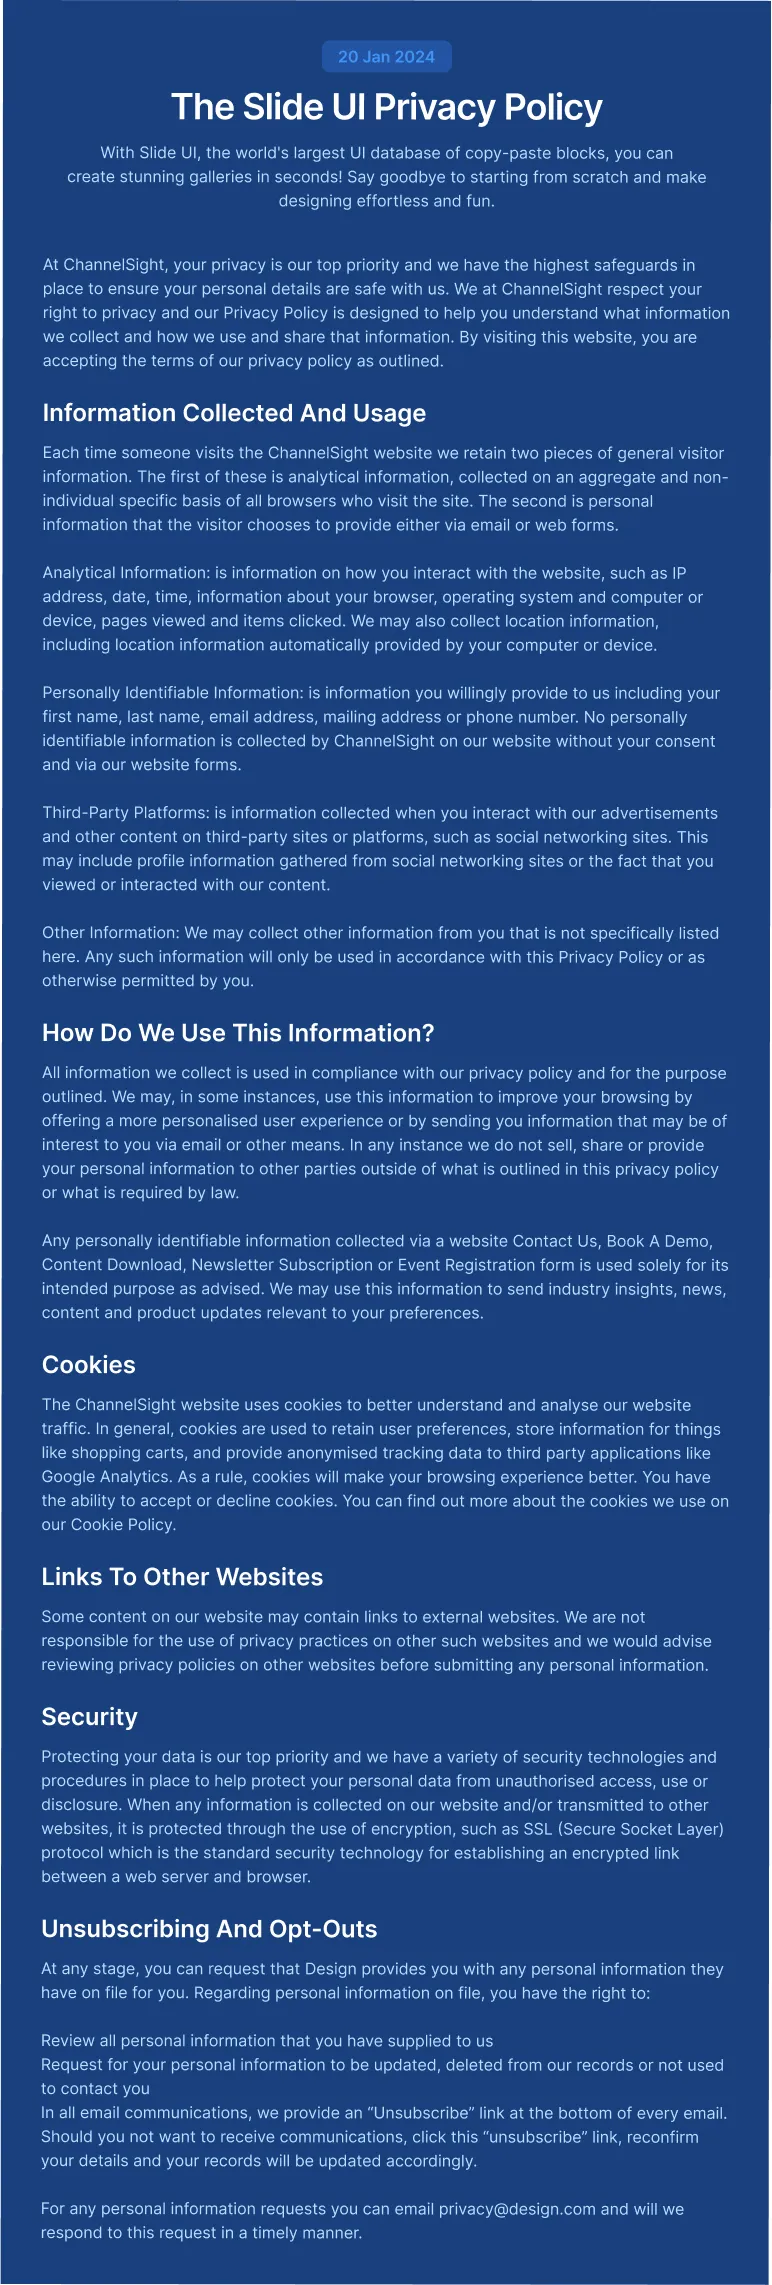 20 Jan 2024
The Slide UI Privacy Policy
With Slide UI, the world's largest UI database of copy-paste blocks, you can
create stunning galleries in seconds! Say goodbye to starting from scratch and make
designing effortless and fun.
At ChannelSight, your privacy is our top priority and we have the highest safeguards in
place to ensure your personal details are safe with us. We at ChannelSight respect your
right to privacy and our Privacy Policy is designed to help you understand what information
we collect and how we use and share that information. By visiting this website, you are
accepting the terms of our privacy policy as outlined.
Information Collected And Usage
Each time someone visits the ChannelSight website we retain two pieces of general visitor
information. The first of these is analytical information, collected on an aggregate and non-
individual specific basis of all browsers who visit the site. The second is personal
information that the visitor chooses to provide either via email or web forms.
Analytical Information: is information on how you interact with the website, such as IP
address, date, time, information about your browser, operating system and computer or
device, pages viewed and items clicked. We may also collect location information,
including location information automatically provided by your computer or device.
Personally Identifiable Information: is information you willingly provide to us including your
first name, last name, email address, mailing address or phone number. No personally
identifiable information is collected by ChannelSight on our website without your consent
and via our website forms.
Third-Party Platforms: is information collected when you interact with our advertisements
and other content on third-party sites or platforms, such as social networking sites. This
may include profile information gathered from social networking sites or the fact that you
viewed or interacted with our content.
Other Information: We may collect other information from you that is not specifically listed
here. Any such information will only be used in accordance with this Privacy Policy or as
otherwise permitted by you.
How Do We Use This Information?
All information we collect is used in compliance with our privacy policy and for the purpose
outlined. We may, in some instances, use this information to improve your browsing by
offering a more personalised user experience or by sending you information that may be of
interest to you via email or other means. In any instance we do not sell, share or provide
your personal information to other parties outside of what is outlined in this privacy policy
or what is required by law.
Any personally identifiable information collected via a website Contact Us, Book A Demo,
Content Download, Newsletter Subscription or Event Registration form is used solely for its
intended purpose as advised. We may use this information to send industry insights, news,
content and product updates relevant to your preferences.
Cookies
The ChannelSight website uses cookies to better understand and analyse our website
traffic. In general, cookies are used to retain user preferences, store information for things
like shopping carts, and provide anonymised tracking data to third party applications like
Google Analytics. As a rule, cookies will make your browsing experience better. You have
the ability to accept or decline cookies. You can find out more about the cookies we use on
our Cookie Policy.
Links To Other Websites
Some content on our website may contain links to external websites. We are not
responsible for the use of privacy practices on other such websites and we would advise
reviewing privacy policies on other websites before submitting any personal information.
Security
Protecting your data is our top priority and we have a variety of security technologies and
procedures in place to help protect your personal data from unauthorised access, use or
disclosure. When any information is collected on our website and/or transmitted to other
websites, it is protected through the use of encryption, such as SSL (Secure Socket Layer)
protocol which is the standard security technology for establishing an encrypted link
between a web server and browser.
Unsubscribing And Opt-Outs
At any stage, you can request that Design provides you with any personal information they
have on file for you. Regarding personal information on file, you have the right to:
Review all personal information that you have supplied to us
Request for your personal information to be updated, deleted from our records or not used
to contact you
In all email communications, we provide an “Unsubscribe” link at the bottom of every email.
Should you not want to receive communications, click this “unsubscribe” link, reconfirm
your details and your records will be updated accordingly.
For any personal information requests you can email privacy@design.com and will we
respond to this request in a timely manner.